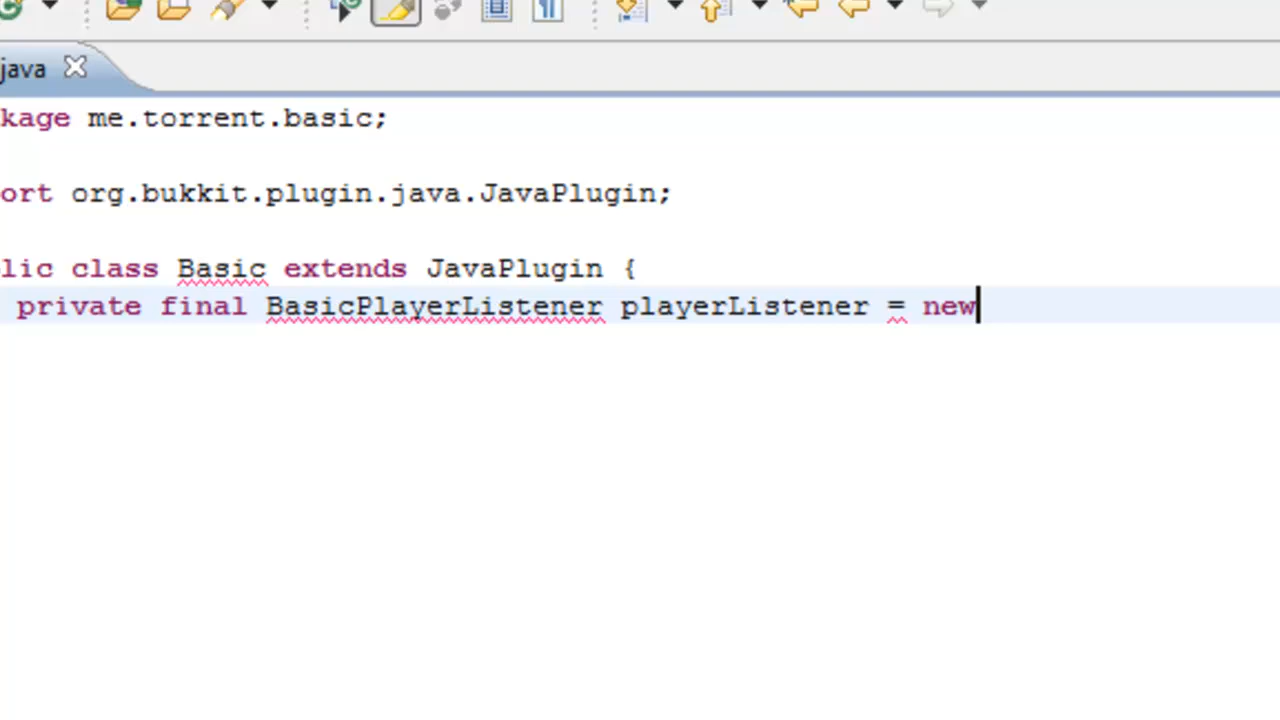 java
kage me.torrent.basic;
ort org.bukkit.plugin.java.JavaPlugin;
lic class Basic extends JavaPlugin {
private final BasicPlayerListener playerListener = new